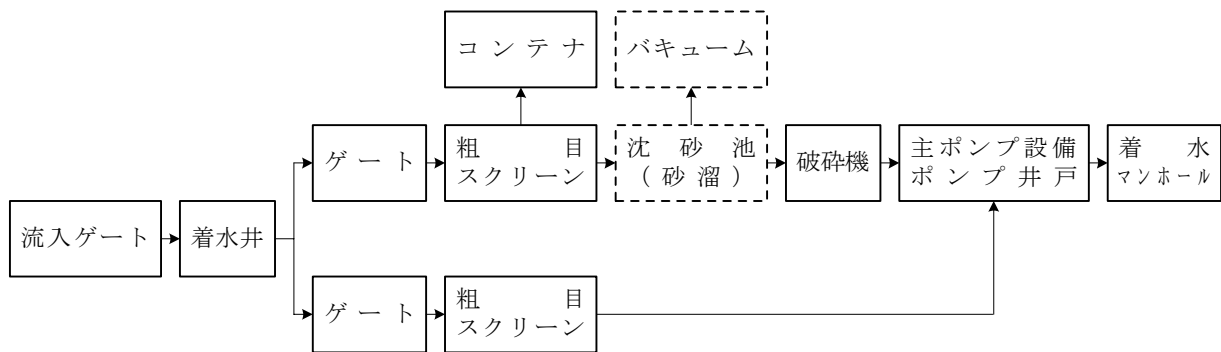 コンテナ
バキューム
ゲート
粗目
スクリーン
沈砂池
(砂溜)
破砕機
主ポンプ設備
ポンプ井戸
着水
マンホール
流入ゲート
着水井
ゲート
粗目
スクリーン